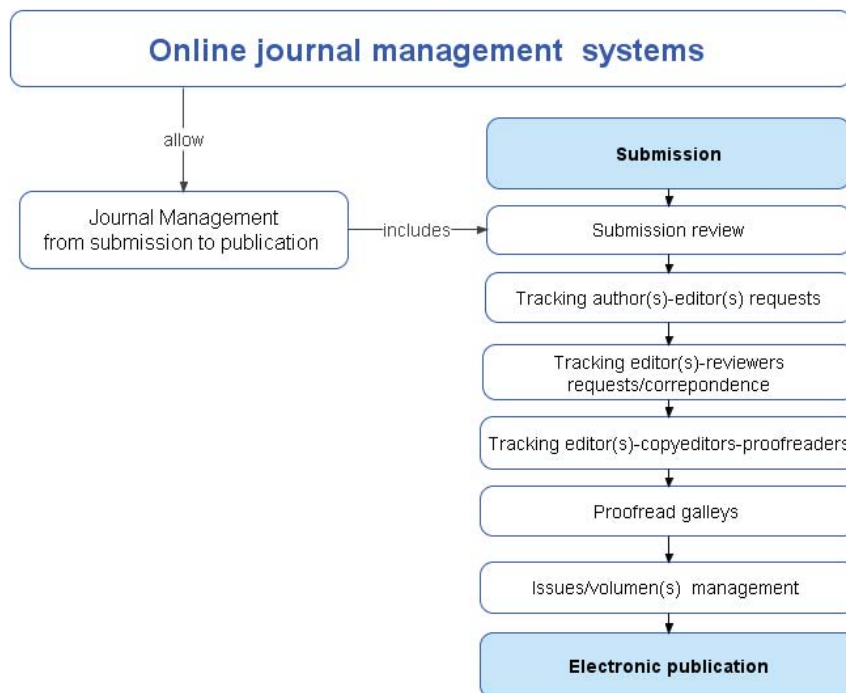 Online journal management systems
allow
Submission
Journal Management
from submission to publication
includes
Submission review
Tracking author(s)-editor(s) requests
Tracking editor(s)-reviewers
requests/correpondence
Tracking editor(s)-copyeditors-proofreaders
Proofread galleys
Issues/volumen(s) management
Electronic publication